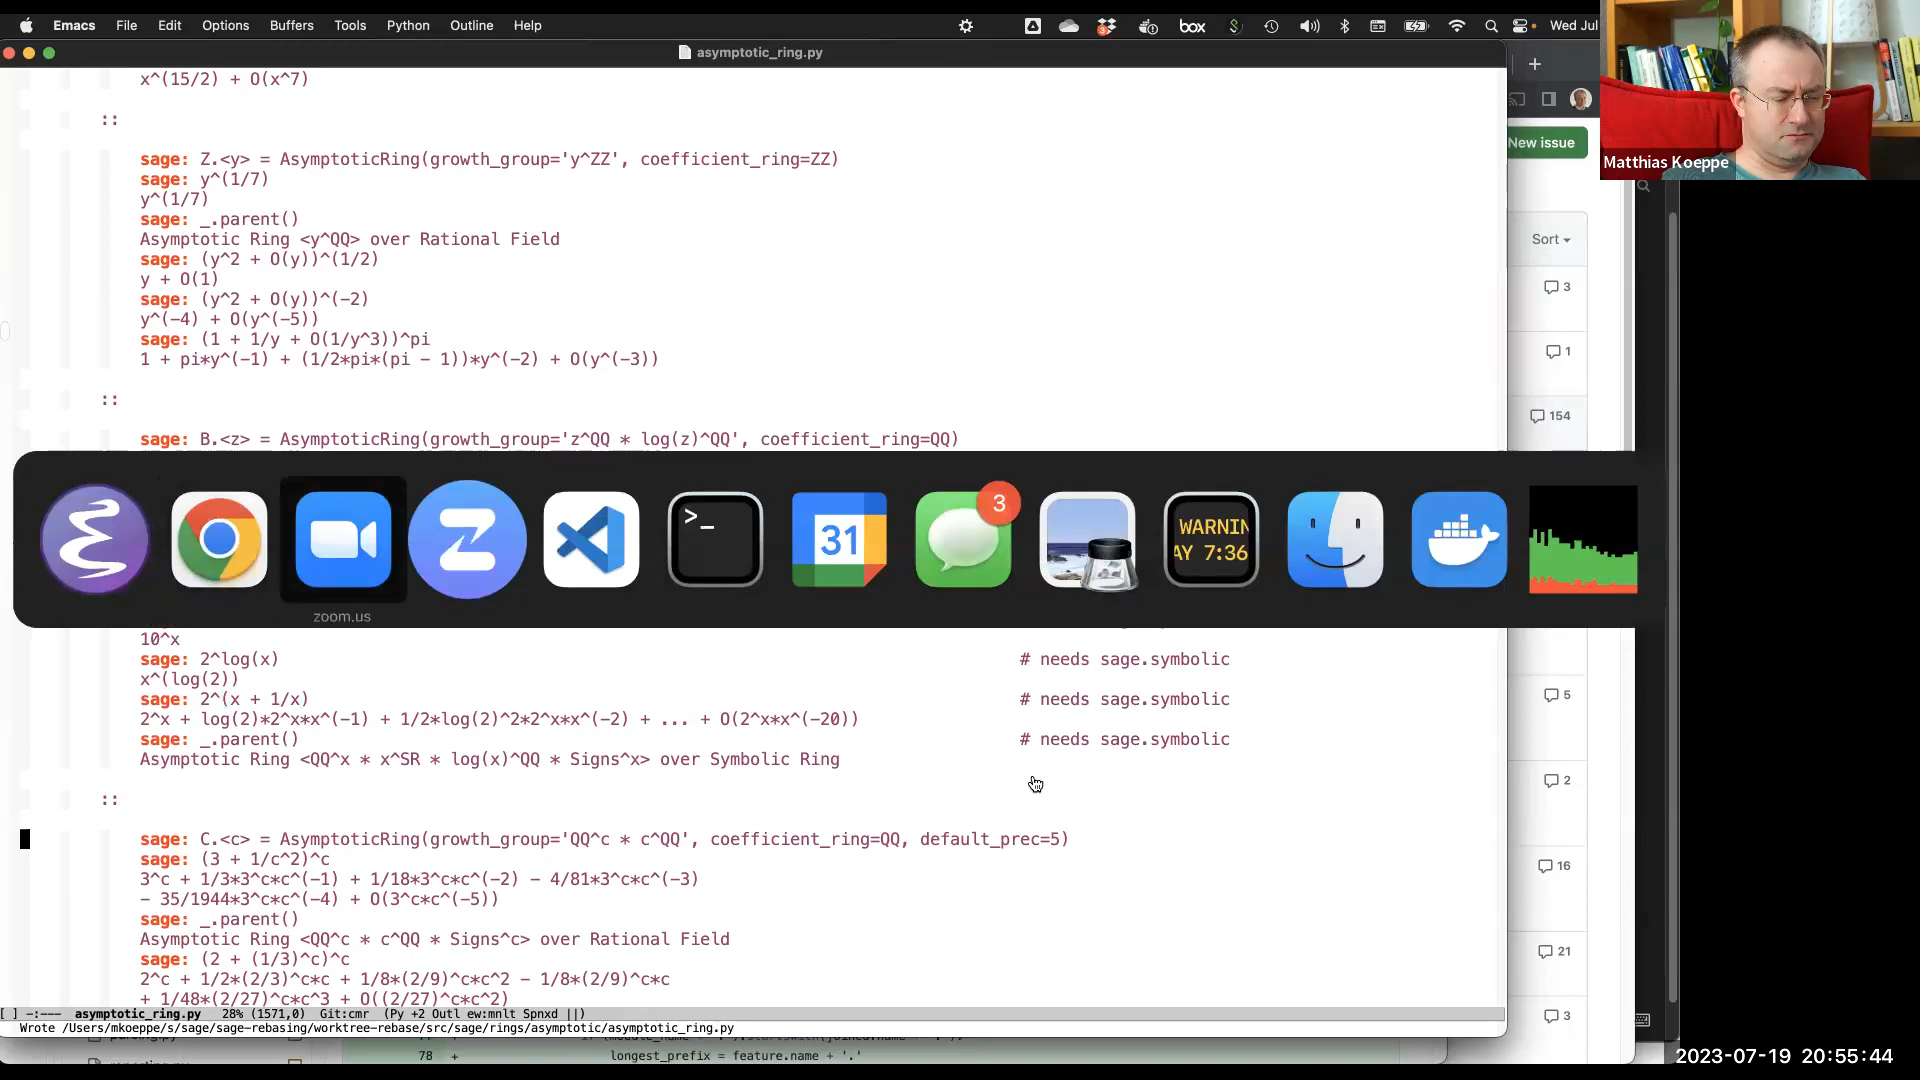 Emacs File Edit Options Buffers Tools Python Outline Help
box
Wed Jul
asymptotic_ring.py
x^(15/2) + O(x^7)
::
sage: Z.<y> = AsymptoticRing(growth_group='y^ZZ', coefficient_ring=ZZ)
sage: y^(1/7)
y^(1/7)
sage: _.parent()
Asymptotic Ring <y^QQ> over Rational Field
sage: (y^2 + O(y))^(1/2)
y + O(1)
sage: (y^2 + O(y))^(-2)
y^(-4) + O(y^(-5))
sage: (1 + 1/y + O(1/y^3))^pi
1 + pi*y^(-1) + (1/2*pi*(pi - 1))*y^(-2) + O(y^(-3))
::
sage: B.<z> = AsymptoticRing(growth_group='z^QQ * log(z)^QQ', coefficient_ring=QQ)
31
3
WARNIN
AY 7:36
zoom.us
10^x
sage: 2^log(x) # needs sage.symbolic
x^(log(2))
sage: 2^(x + 1/x) # needs sage.symbolic
2^x + log(2)*2^x*x^(-1) + 1/2*log(2)^2*2^x*x^(-2) + ... + O(2^x*x^(-20))
sage: _.parent() # needs sage.symbolic
Asymptotic Ring <QQ^x * x^SR * log(x)^QQ * Signs^x> over Symbolic Ring
::
sage: C.<c> = AsymptoticRing(growth_group='QQ^c * c^QQ', coefficient_ring=QQ, default_prec=5)
sage: (3 + 1/c^2)^c
3^c + 1/3*3^c*c^(-1) + 1/18*3^c*c^(-2) - 4/81*3^c*c^(-3)
- 35/1944*3^c*c^(-4) + O(3^c*c^(-5))
sage: _.parent()
Asymptotic Ring <QQ^c * c^QQ * Signs^c> over Rational Field
sage: (2 + (1/3)^c)^c
2^c + 1/2*(2/3)^c*c + 1/8*(2/9)^c*c^2 - 1/8*(2/9)^c*c
+ 1/48*(2/27)^c*c^3 + O((2/27)^c*c^2)
[ ] -:--- asymptotic_ring.py 28% (1571,0) Git:cmr (Py +2 Outl ew:mnlt Spnxd ||)
Wrote /Users/mkoeppe/s/sage/sage-rebasing/worktree-rebase/src/sage/rings/asymptotic/asymptotic_ring.py
78 + longest_prefix = feature.name + '.'
New issue
Sort
3
1
154
5
2
16
21
3
Matthias Koeppe
2023-07-19 20:55:44